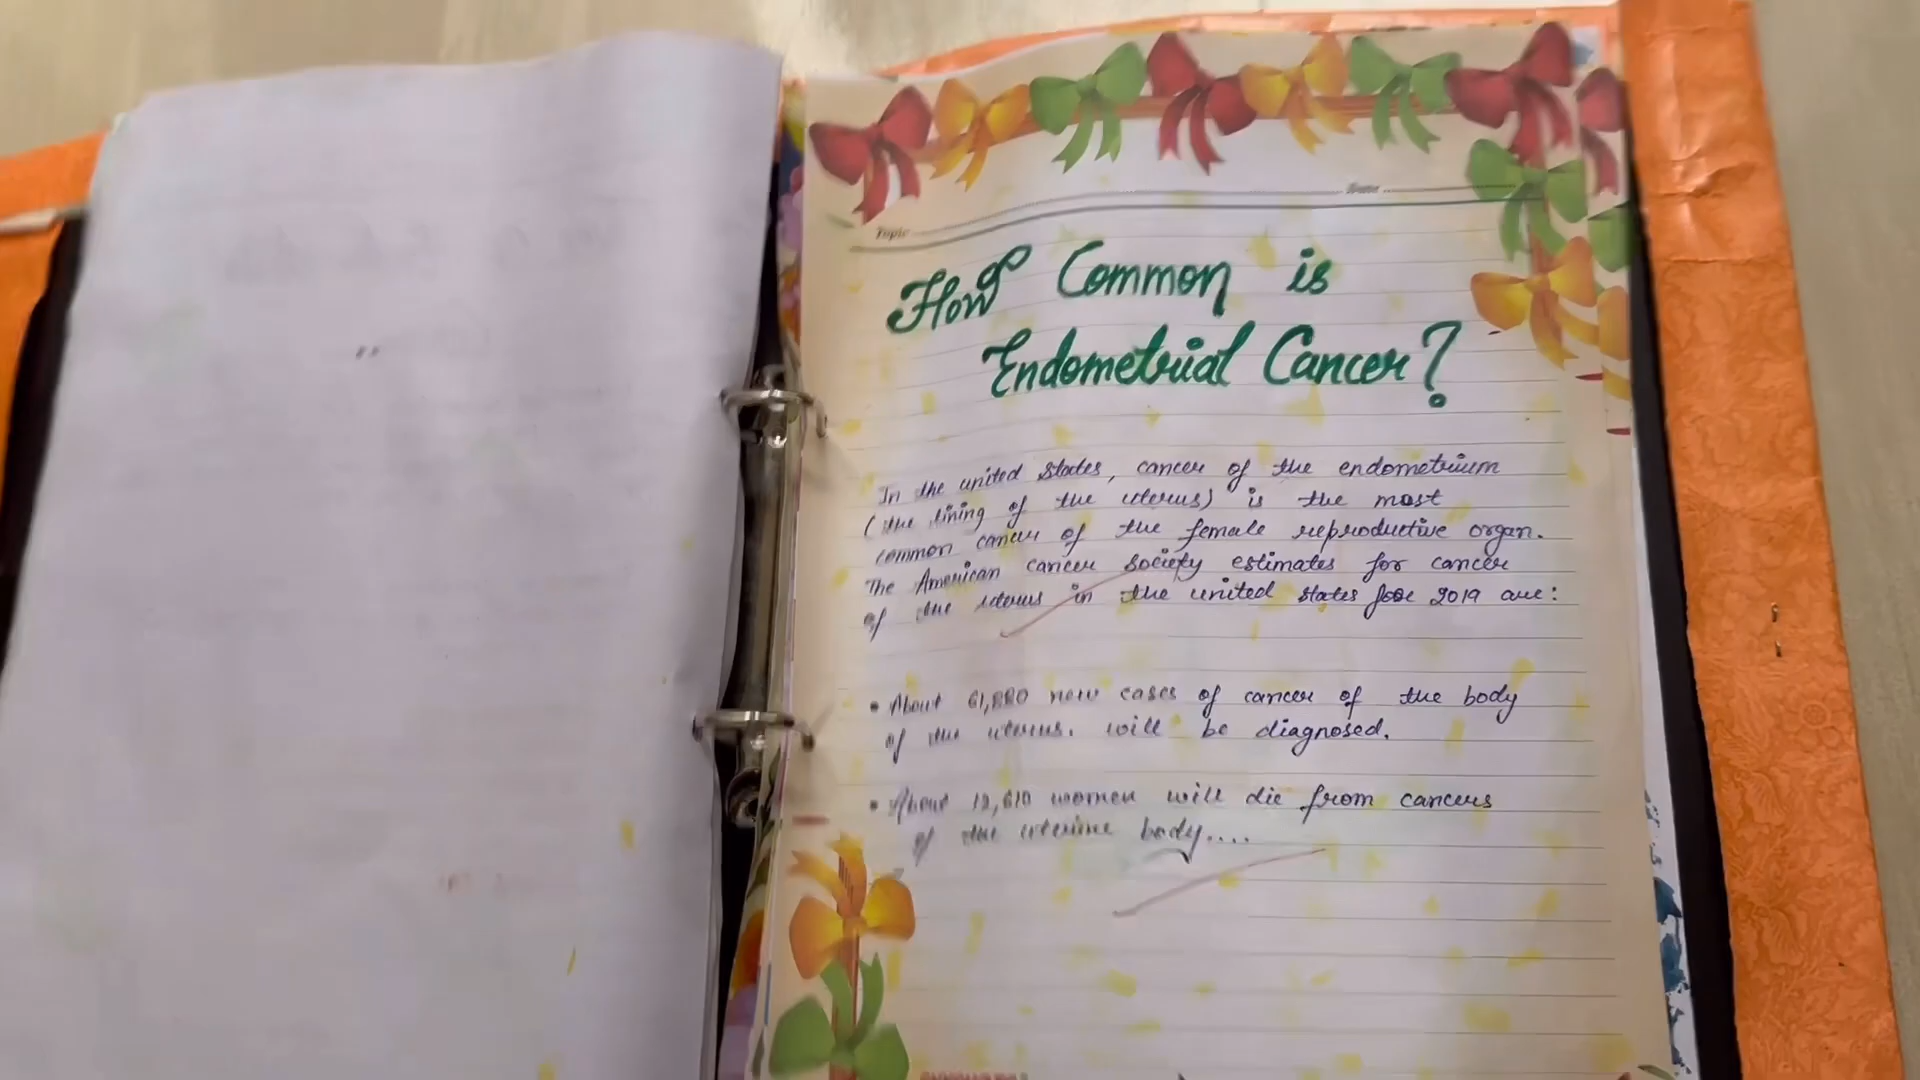 Topic
How Common is
Endometrial Cancer?
In the united States, cancer of the endometrium
(the lining of the uterus) is the most
common cancer of the female reproductive organ.
The American cancer society estimates for cancer
of the uterus in the united states for 2019 are:
• About 61,880 new cases of cancer of the body
of the uterus. will be diagnosed.
• About women will die from cancers
of the uterine body....